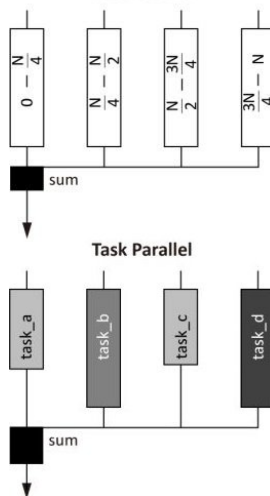 0 – N/4
N/4 – N/2
N/2 – 3N/4
3N/4 – N
sum
Task Parallel
task_a
task_b
task_c
task_d
sum